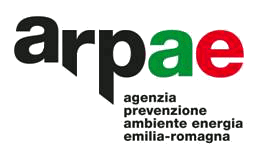 arpae
agenzia
prevenzione
ambiente energia
emilia-romagna